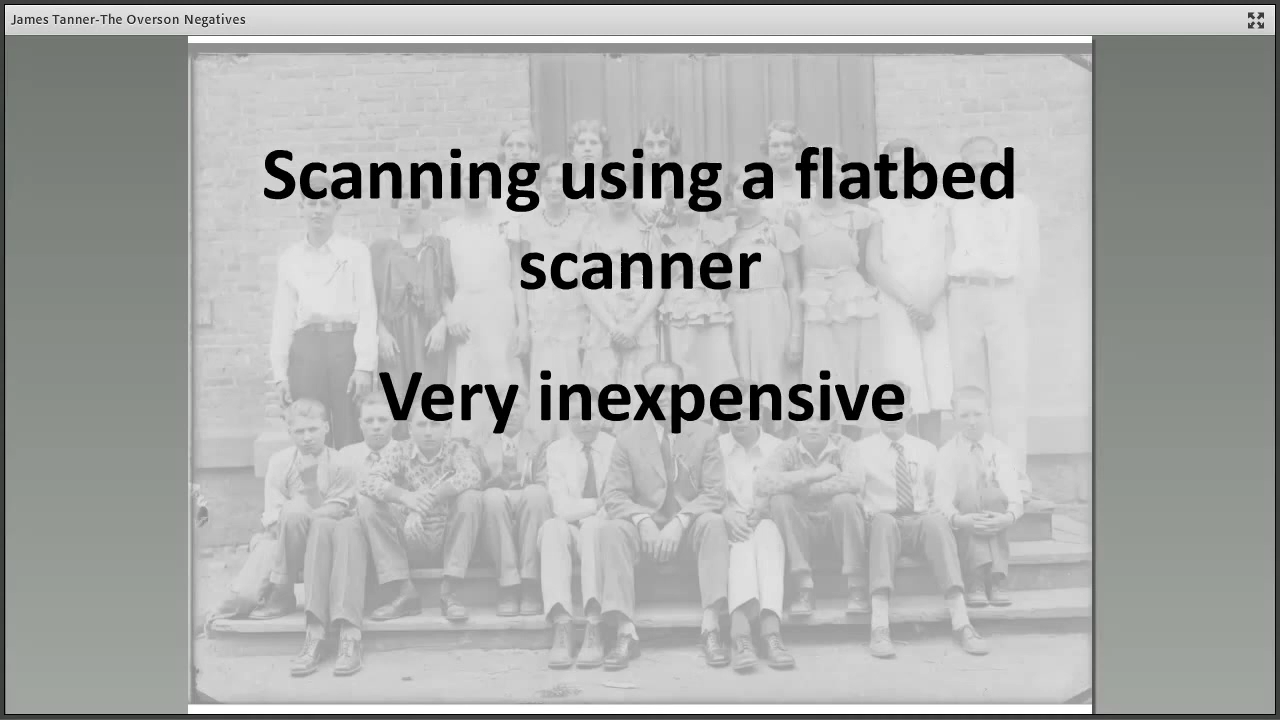 James Tanner-The Overson Negatives
Scanning using a flatbed
scanner
Very inexpensive